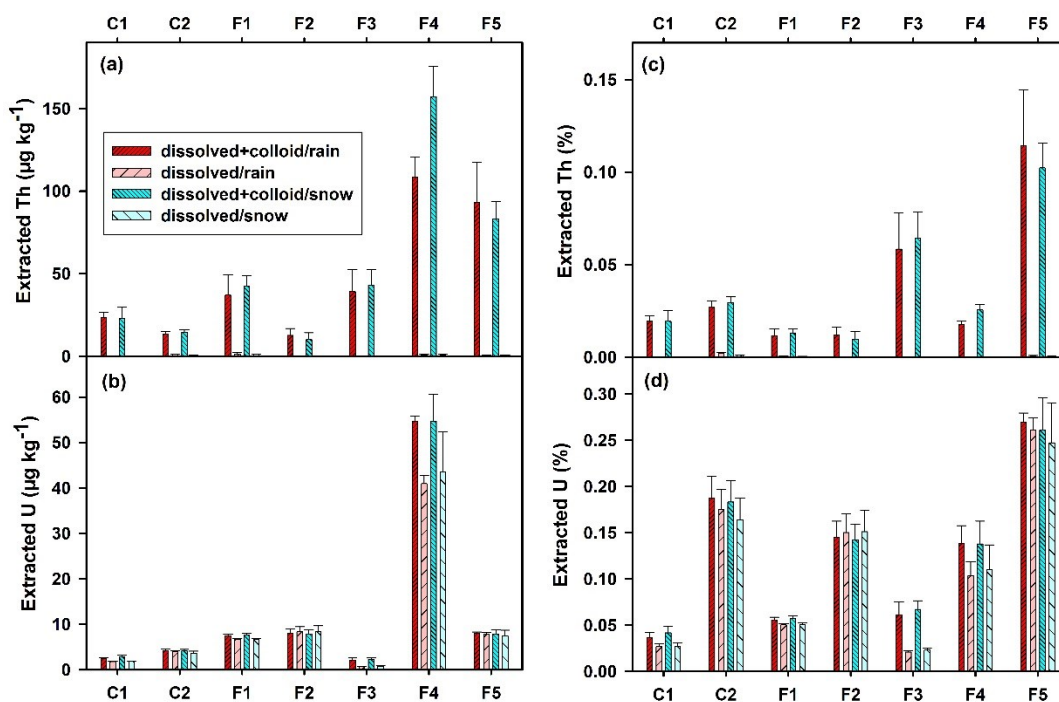 C1 C2 F1 F2 F3 F4 F5
C1 C2 F1 F2 F3 F4 F5
(a)
Extracted Th (µg kg⁻¹)
150
100
50
0
dissolved+colloid/rain
dissolved/rain
dissolved+colloid/snow
dissolved/snow
(c)
Extracted Th (%)
0.15
0.10
0.05
0.00
(b)
Extracted U (µg kg⁻¹)
60
50
40
30
20
10
0
C1 C2 F1 F2 F3 F4 F5
(d)
Extracted U (%)
0.30
0.25
0.20
0.15
0.10
0.05
0.00
C1 C2 F1 F2 F3 F4 F5